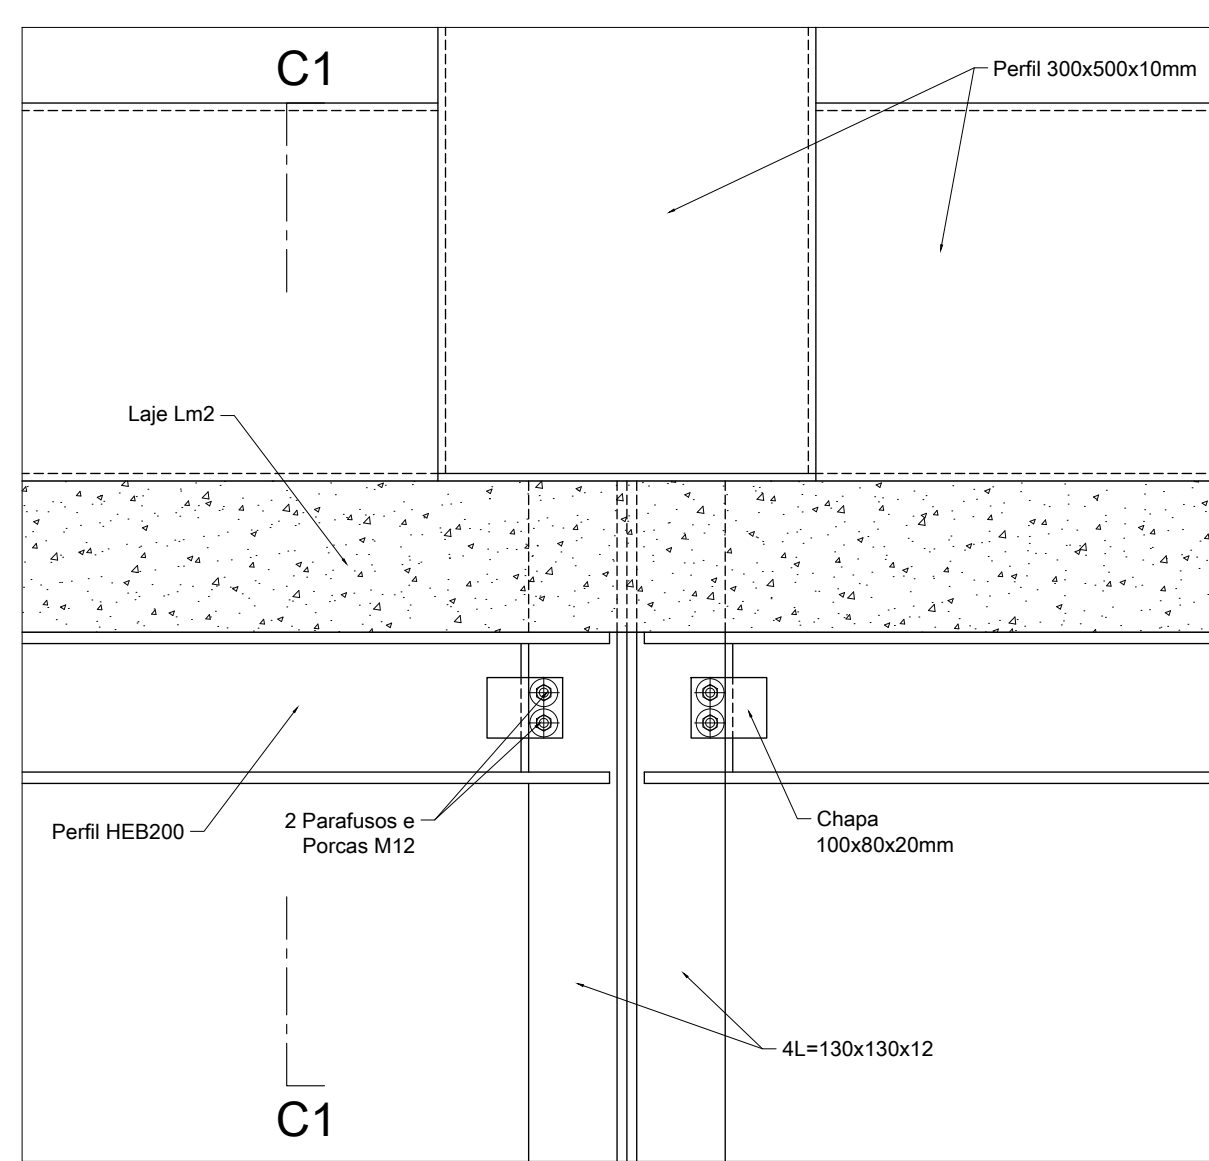 C1
Perfil 300x500x10mm
Laje Lm2
Perfil HEB200
2 Parafusos e
Porcas M12
Chapa
100x80x20mm
4L=130x130x12
C1